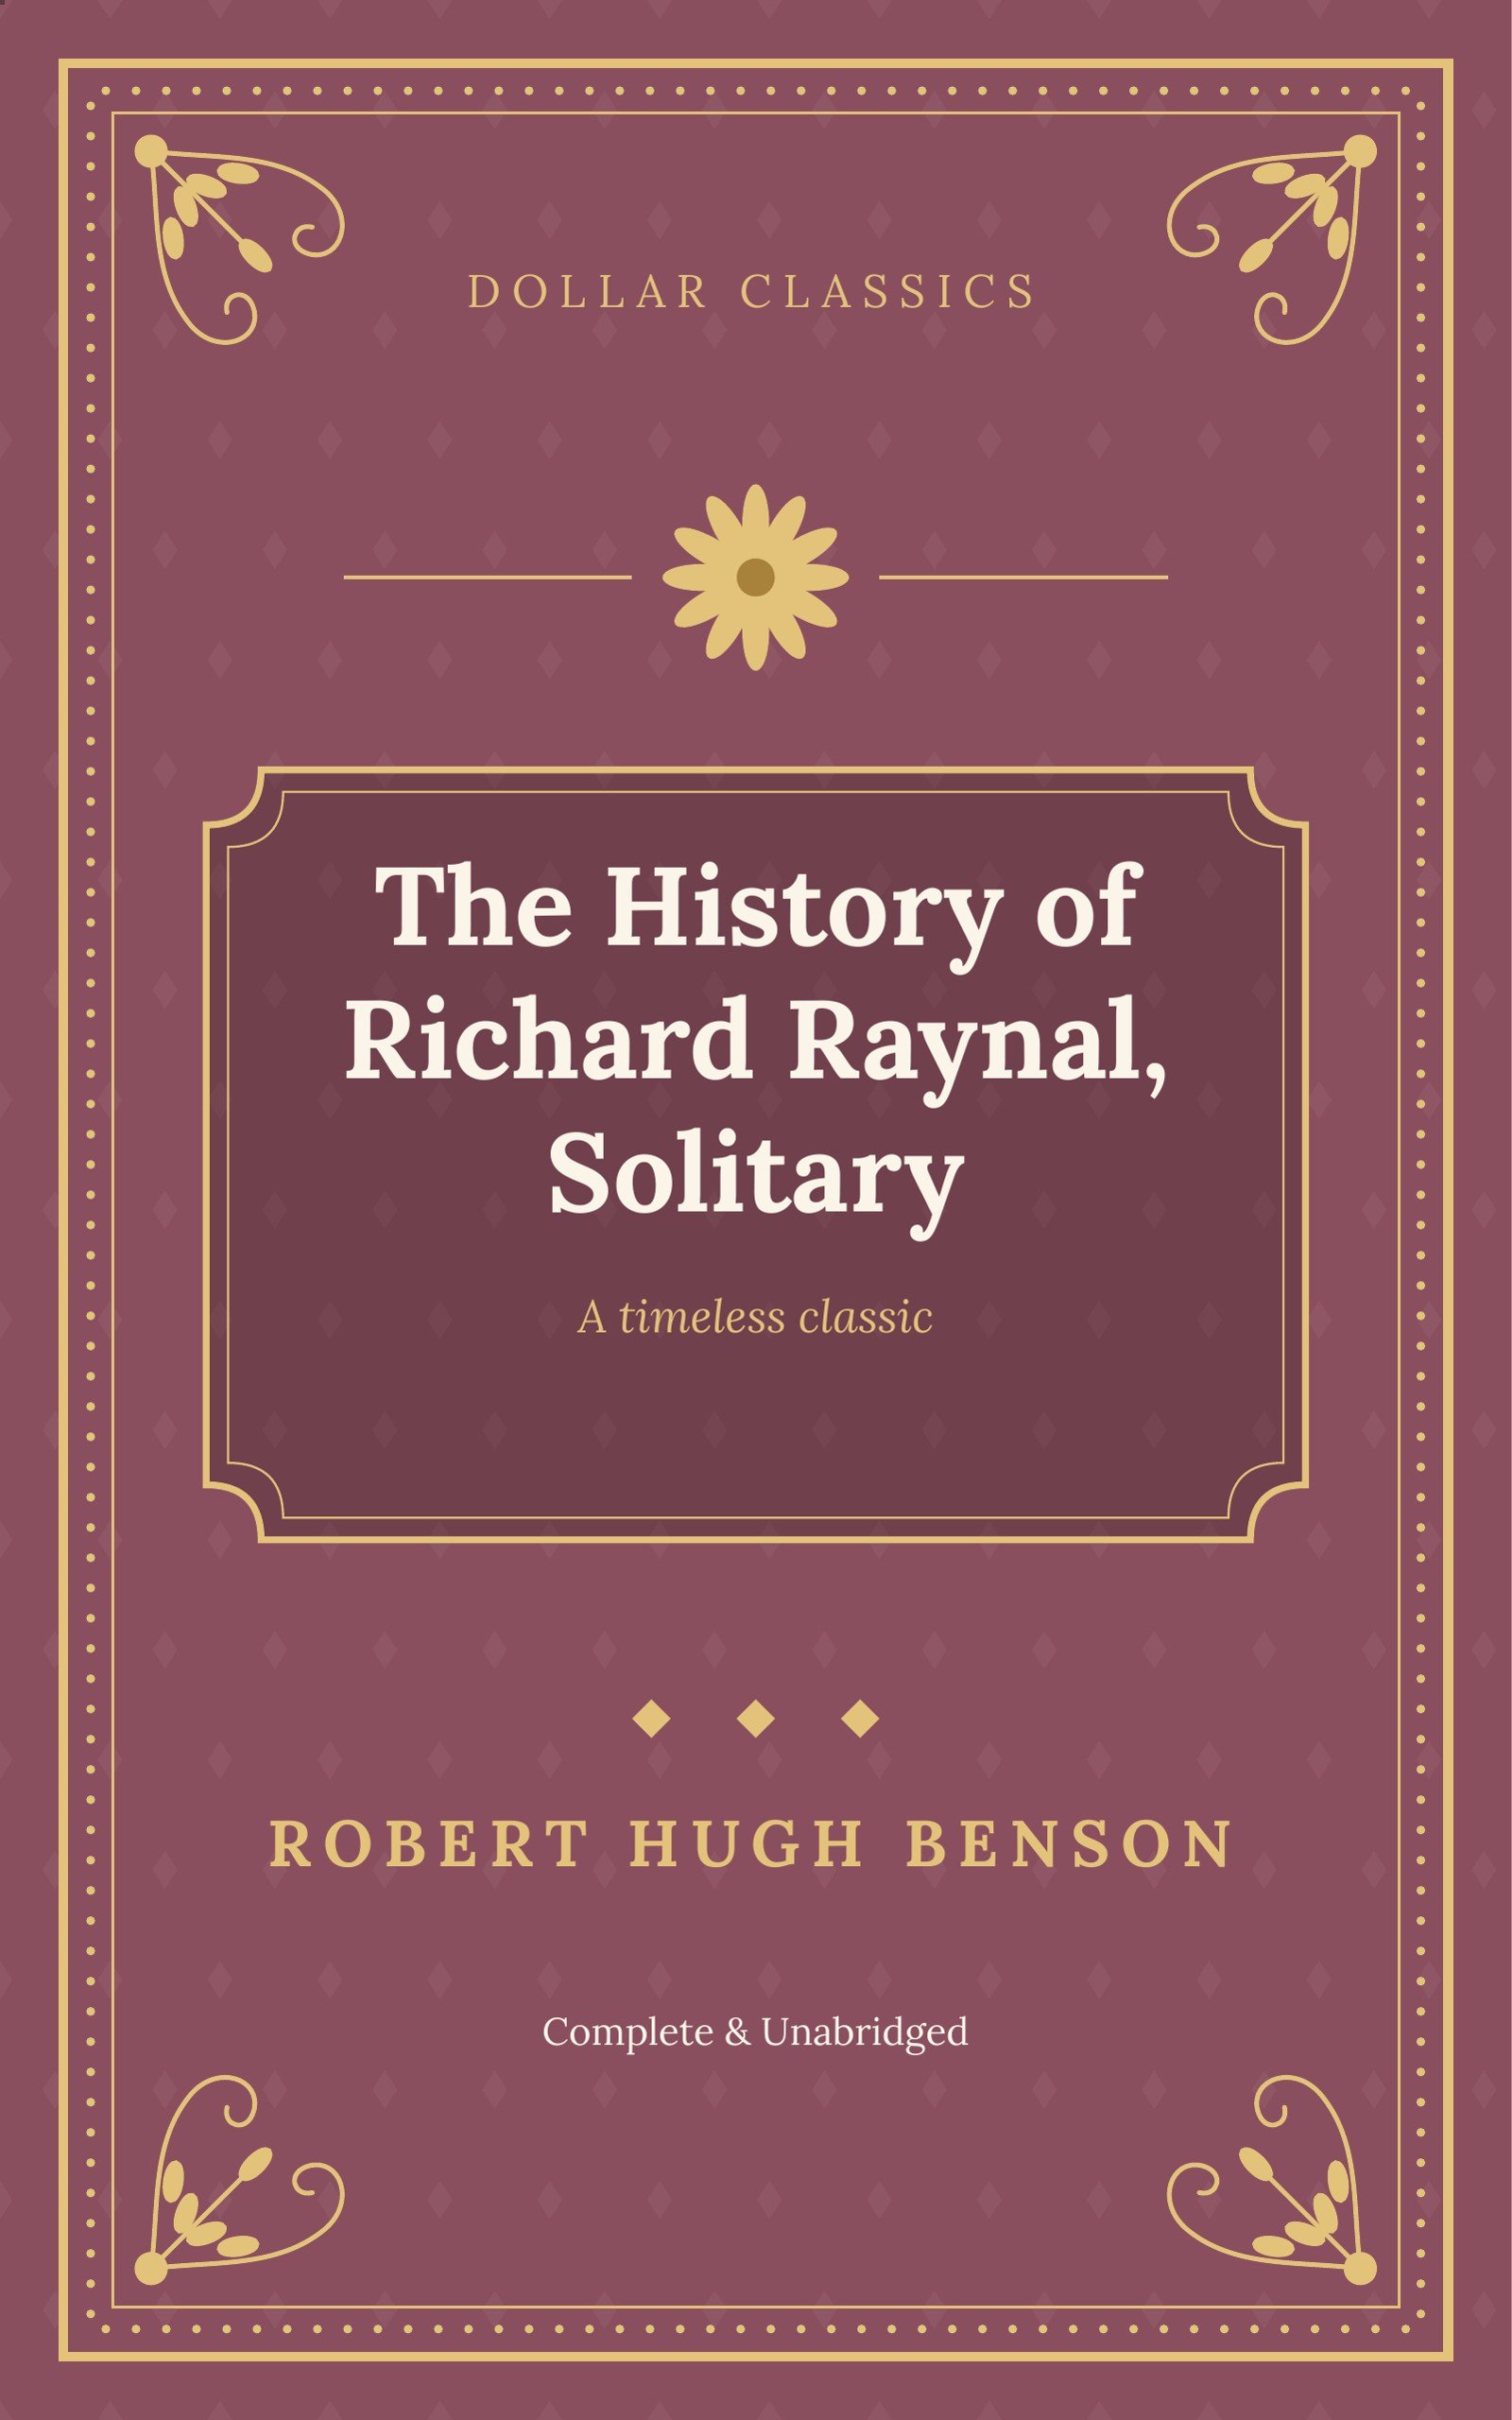 DOLLAR CLASSICS
The History of
Richard Raynal,
Solitary
A timeless classic
ROBERT HUGH BENSON
Complete & Unabridged